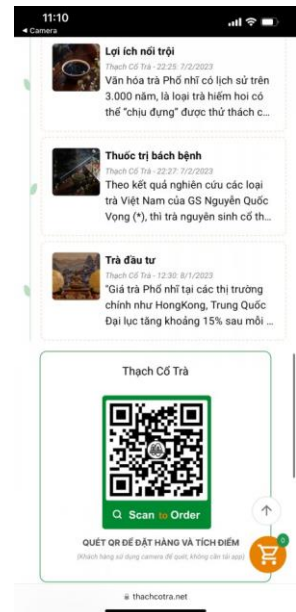 11:10
◄ Camera
Lợi ích nổi trội
Thạch Cổ Trà - 22:25: 7/2/2023
Văn hóa trà Phổ nhĩ có lịch sử trên
3.000 năm, là loại trà hiếm hoi có
thể “chịu đựng” được thử thách c...
Thuốc trị bách bệnh
Thạch Cổ Trà - 22:27: 7/2/2023
Theo kết quả nghiên cứu các loại
trà Việt Nam của GS Nguyễn Quốc
Vọng (*), thì trà nguyên sinh cổ th...
Trà đầu tư
Thạch Cổ Trà - 12:30: 8/1/2023
"Giá trà Phổ nhĩ tại các thị trường
chính như HongKong, Trung Quốc
Đại lục tăng khoảng 15% sau mỗi ...
Thạch Cổ Trà
Scan to Order
QUÉT QR ĐỂ ĐẶT HÀNG VÀ TÍCH ĐIỂM
(Khách hàng sử dụng camera để quét, không cần tải app)
0
thachcotra.net